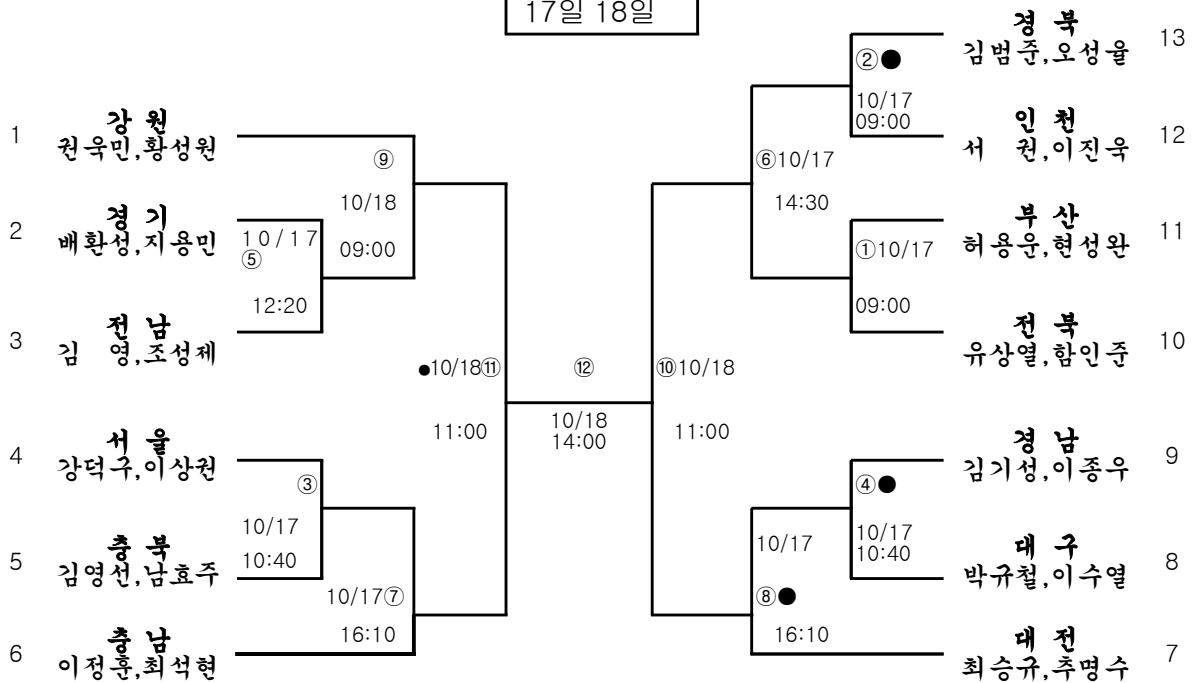 17일 18일
1
강 원
권욱민,황성원
⑨
10/18
09:00
2
경 기
배환성,지용민
10/17
⑤
12:20
3
전 남
김 영,조성제
●10/18⑪
11:00
4
서 울
강덕구,이상권
③
10/17
10:40
5
충 북
김영선,남효주
10/17⑦
16:10
6
충 남
이정훈,최석현
⑫
10/18
14:00
경 북
김범준,오성율
13
②●
10/17
09:00
인 천
서 권,이진욱
12
⑥10/17
14:30
부 산
허용운,현성완
11
①10/17
09:00
전 북
유상열,함인준
10
⑩10/18
11:00
경 남
김기성,이종우
9
④●
10/17
10:40
대 구
박규철,이수열
8
10/17
⑧●
16:10
대 전
최승규,추명수
7